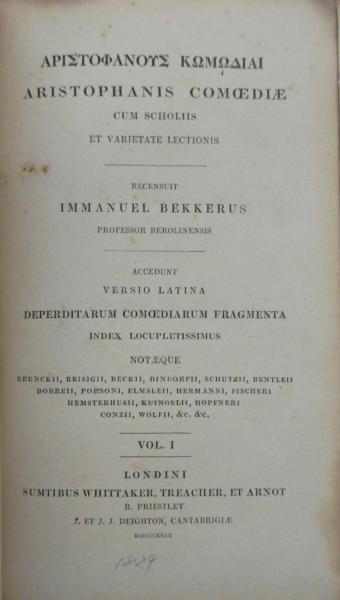 ΑΡΙΣΤΟΦΑΝΟΥΣ ΚΩΜΩΔΙΑΙ
ARISTOPHANIS COMŒDIÆ
CUM SCHOLIIS
ET VARIETATE LECTIONIS
RECENSUIT
IMMANUEL BEKKERUS
PROFESSOR BEROLINENSIS
ACCEDUNT
VERSIO LATINA
DEPERDITARUM COMŒDIARUM FRAGMENTA
INDEX LOCUPLETISSIMUS
NOTÆQUE
BRUNCKII, REISIGII, BECKII, DINDORFII, SCHUTZII, BENTLEII
DOBREII, PORSONI, ELMSLEII, HERMANNI, FISCHERI
HEMSTERHUSII, KUINOELII, HOPFNERI
CONZII, WOLFII, &c. &c.
VOL. I
LONDINI
SUMTIBUS WHITTAKER, TREACHER, ET ARNOT
R. PRIESTLEY
J. ET J. J. DEIGHTON, CANTABRIGIÆ
MDCCCXXIX
1829